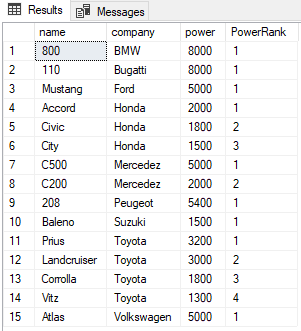 Results Messages
name company power PowerRank
1 800 BMW 8000 1
2 110 Bugatti 8000 1
3 Mustang Ford 5000 1
4 Accord Honda 2000 1
5 Civic Honda 1800 2
6 City Honda 1500 3
7 C500 Mercedez 5000 1
8 C200 Mercedez 2000 2
9 208 Peugeot 5400 1
10 Baleno Suzuki 1500 1
11 Prius Toyota 3200 1
12 Landcruiser Toyota 3000 2
13 Corrolla Toyota 1800 3
14 Vitz Toyota 1300 4
15 Atlas Volkswagen 5000 1